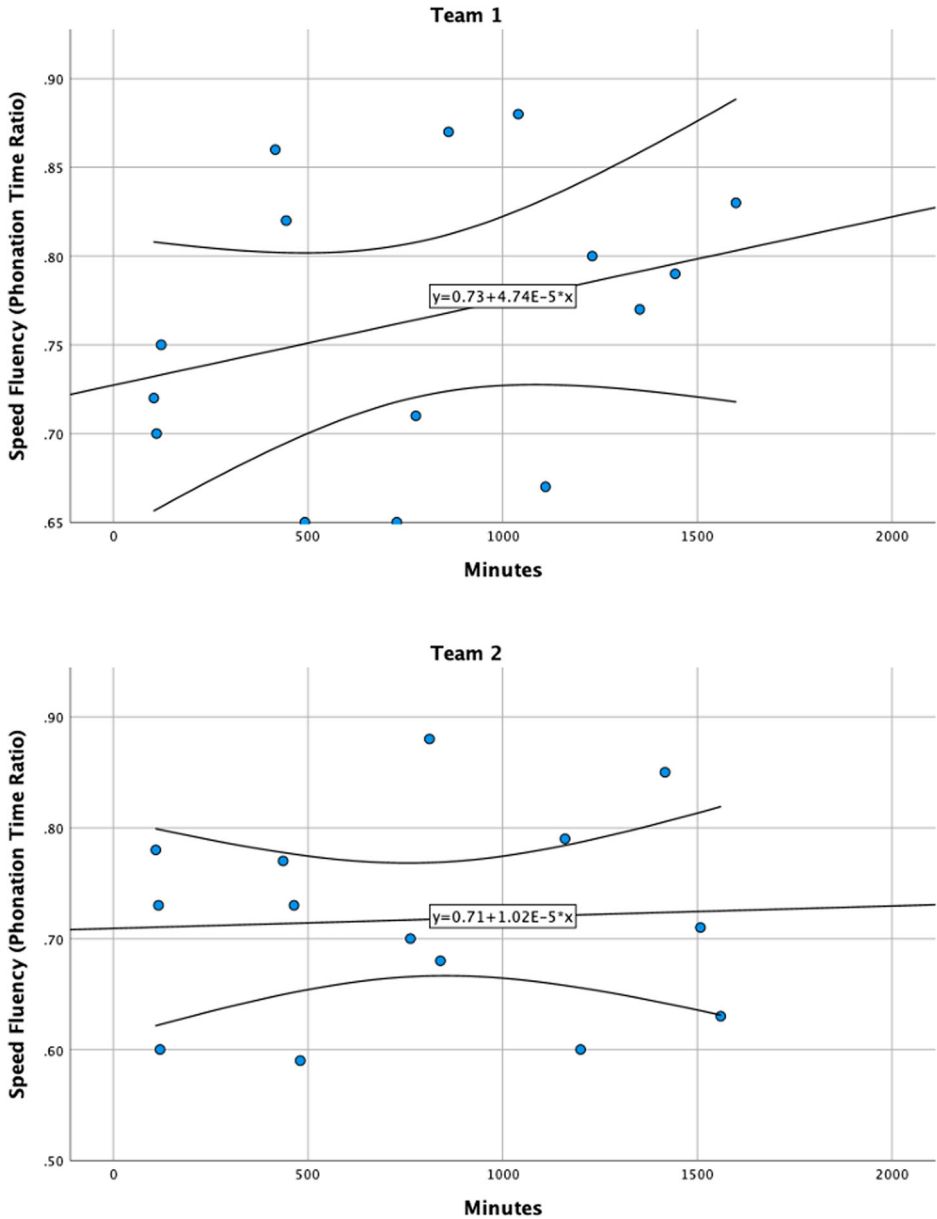 Team 1
Speed Fluency (Phonation Time Ratio)
.90
.85
.80
.75
.70
.65
y=0.73+4.74E-5*x
0 500 1000 1500 2000
Minutes
Team 2
Speed Fluency (Phonation Time Ratio)
.90
.80
.70
.60
.50
y=0.71+1.02E-5*x
0 500 1000 1500 2000
Minutes